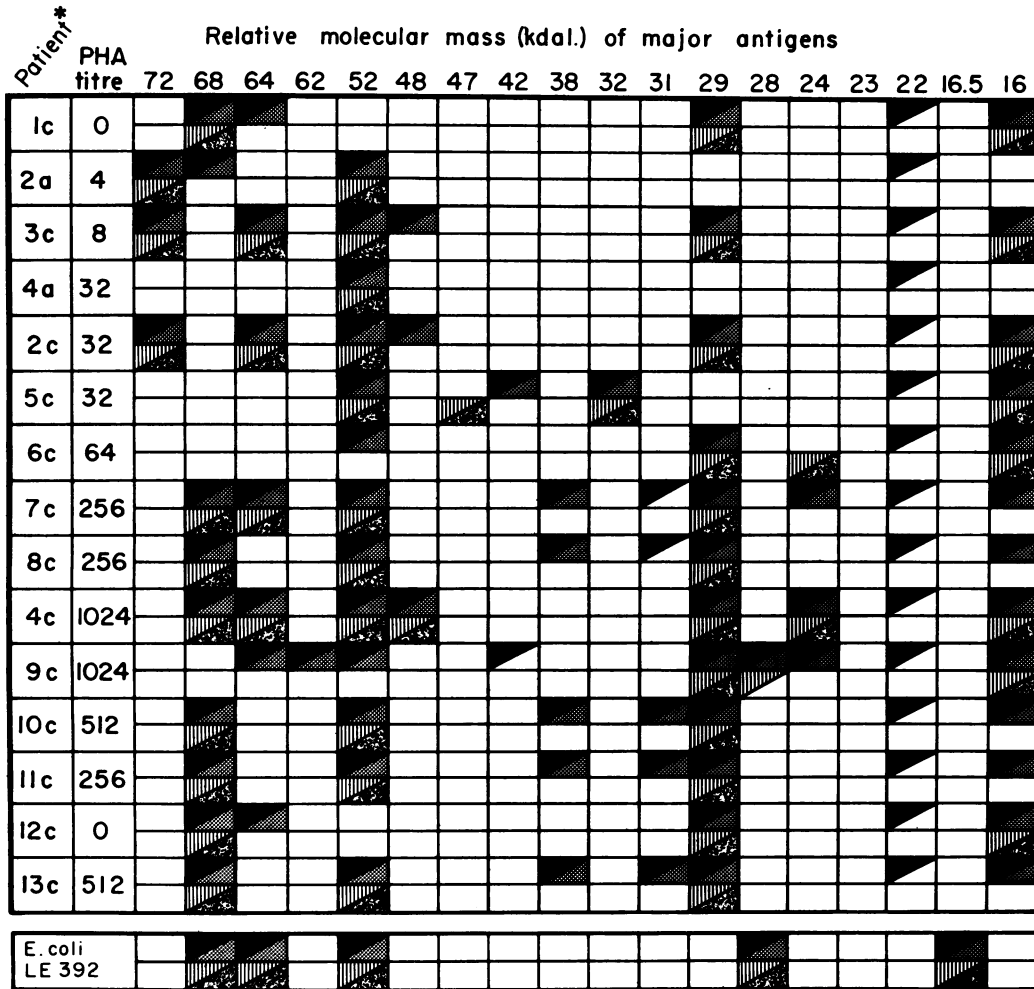 Patient*
PHA titre
Relative molecular mass (kdal.) of major antigens
72 68 64 62 52 48 47 42 38 32 31 29 28 24 23 22 16.5 16
1c 0
2a 4
3c 8
4a 32
2c 32
5c 32
6c 64
7c 256
8c 256
4c 1024
9c 1024
10c 512
11c 256
12c 0
13c 512
E. coli
LE 392